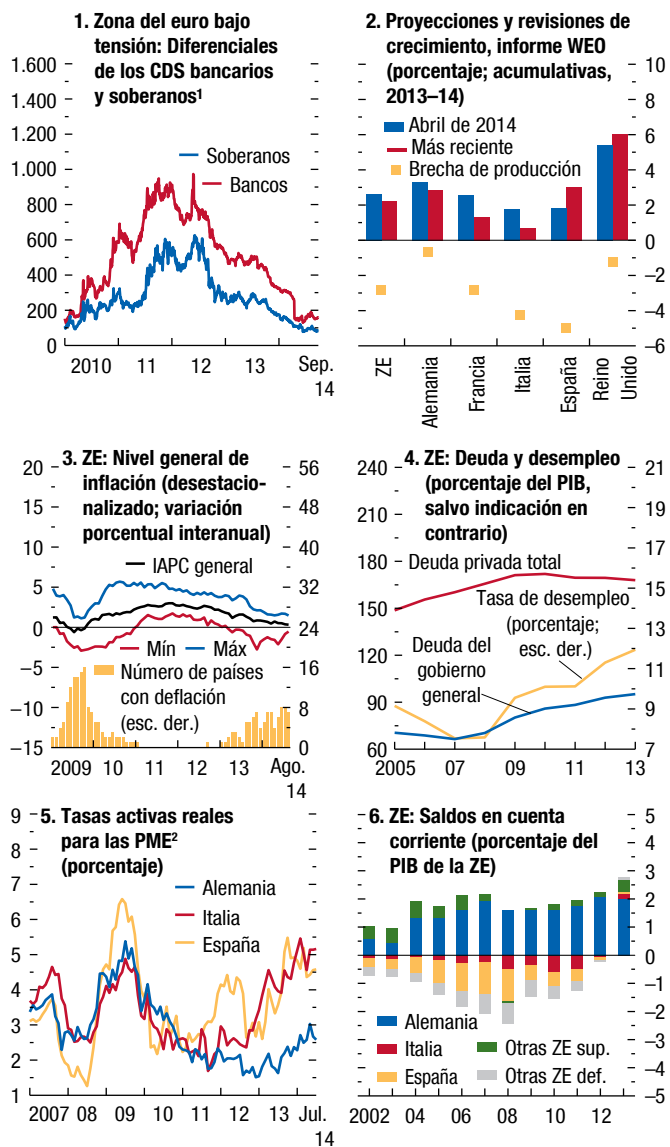 1. Zona del euro bajo
tensión: Diferenciales
de los CDS bancarios
y soberanos¹
1.600
1.400
1.200
1.000
800
600
400
200
0
Soberanos
Bancos
2010
11
12
13
Sep.
14
2. Proyecciones y revisiones de
crecimiento, informe WEO
(porcentaje; acumulativas,
2013–14)
10
8
6
4
2
0
−2
−4
−6
Abril de 2014
Más reciente
Brecha de producción
ZE
Alemania
Francia
Italia
España
Reino
Unido
3. ZE: Nivel general de
inflación (desestacio-
nalizado; variación
porcentual interanual)
20
15
10
5
0
−5
−10
−15
56
48
40
32
24
16
8
0
IAPC general
Mín
Máx
Número de países
con deflación
(esc. der.)
2009
10
11
12
13
Ago.
14
4. ZE: Deuda y desempleo
(porcentaje del PIB,
salvo indicación en
contrario)
240
210
180
150
120
90
60
21
19
17
15
13
11
9
7
Deuda privada total
Tasa de desempleo
(porcentaje;
esc. der.)
Deuda del
gobierno
general
2005
07
09
11
13
5. Tasas activas reales
para las PME²
(porcentaje)
9
8
7
6
5
4
3
2
1
Alemania
Italia
España
2007
08
09
10
11
12
13
Jul.
14
6. ZE: Saldos en cuenta
corriente (porcentaje del
PIB de la ZE)
5
4
3
2
1
0
−1
−2
−3
−4
−5
Alemania
Italia
España
Otras ZE sup.
Otras ZE def.
2002
04
06
08
10
12